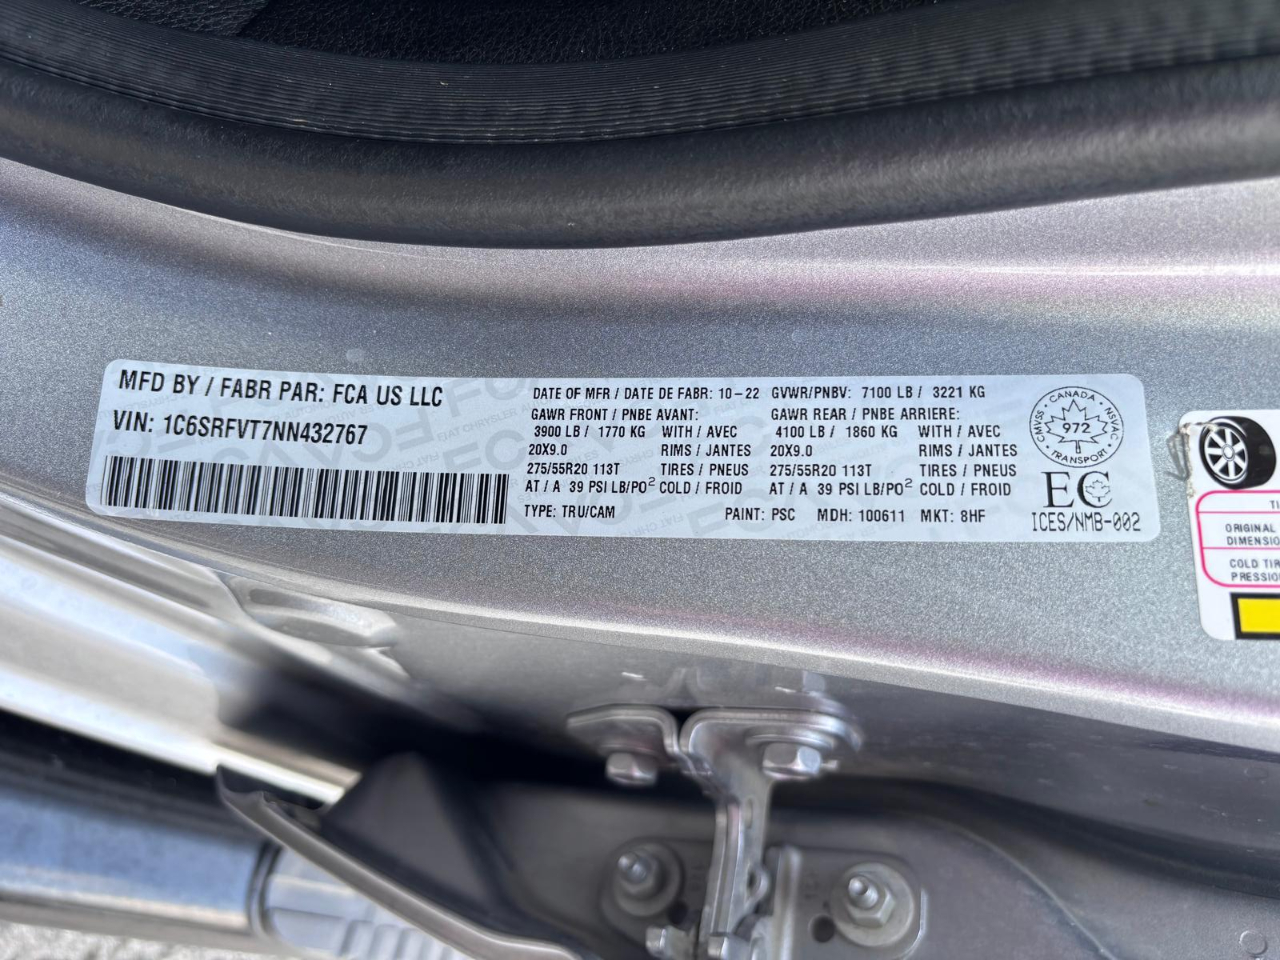 MFD BY / FABR PAR: FCA US LLC
VIN: 1C6SRFVT7NN432767
DATE OF MFR / DATE DE FABR: 10-22 GVWR/PNBV: 7100 LB / 3221 KG
GAWR FRONT / PNBE AVANT: GAWR REAR / PNBE ARRIERE:
3900 LB / 1770 KG WITH / AVEC 4100 LB / 1860 KG WITH / AVEC
20X9.0 RIMS / JANTES 20X9.0 RIMS / JANTES
275/55R20 113T TIRES / PNEUS 275/55R20 113T TIRES / PNEUS
AT / A 39 PSI LB/PO² COLD / FROID AT / A 39 PSI LB/PO² COLD / FROID
TYPE: TRU/CAM PAINT: PSC MDH: 100611 MKT: 8HF
CANADA
CMVSS 972 NSVAC
TRANSPORT
EC
ICES/NMB-002
TI
ORIGINAL
DIMENSIO
COLD TIR
PRESSIO